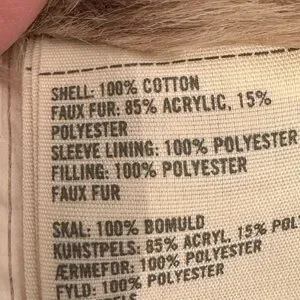 SHELL: 100% COTTON
FAUX FUR: 85% ACRYLIC, 15%
POLYESTER
SLEEVE LINING: 100% POLYESTER
FILLING: 100% POLYESTER
FAUX FUR
SKAL: 100% BOMULD
KUNSTPELS: 85% ACRYL, 15% POL
ÆRMEFOR: 100% POLYESTER
FYLD: 100% POLYESTER